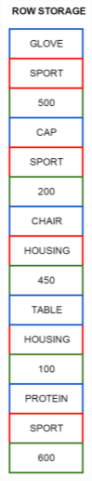 ROW STORAGE
GLOVE
SPORT
500
CAP
SPORT
200
CHAIR
HOUSING
450
TABLE
HOUSING
100
PROTEIN
SPORT
600